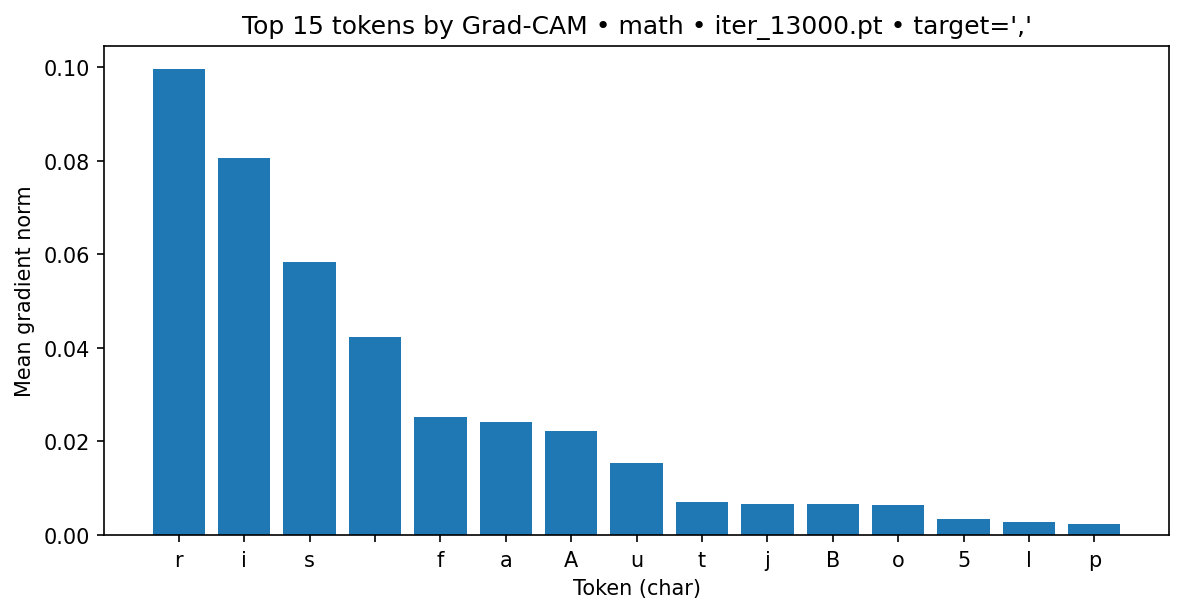 Top 15 tokens by Grad-CAM • math • iter_13000.pt • target=','
0.10
0.08
0.06
0.04
0.02
0.00
Mean gradient norm
r i s f a A u t j B o 5 l p
Token (char)